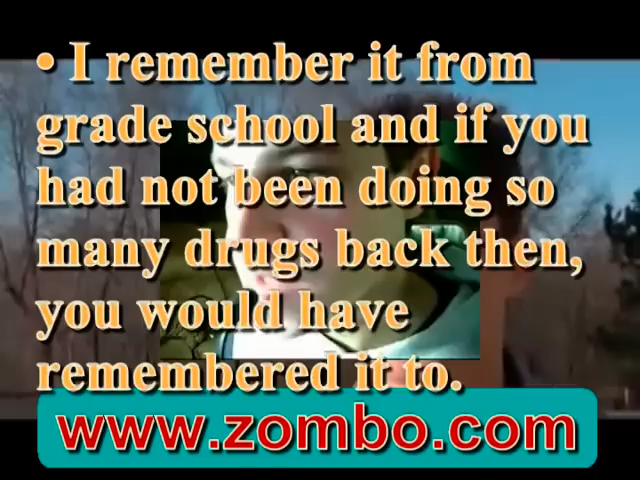 • I remember it from
grade school and if you
had not been doing so
many drugs back then,
you would have
remembered it to.
www.zombo.com